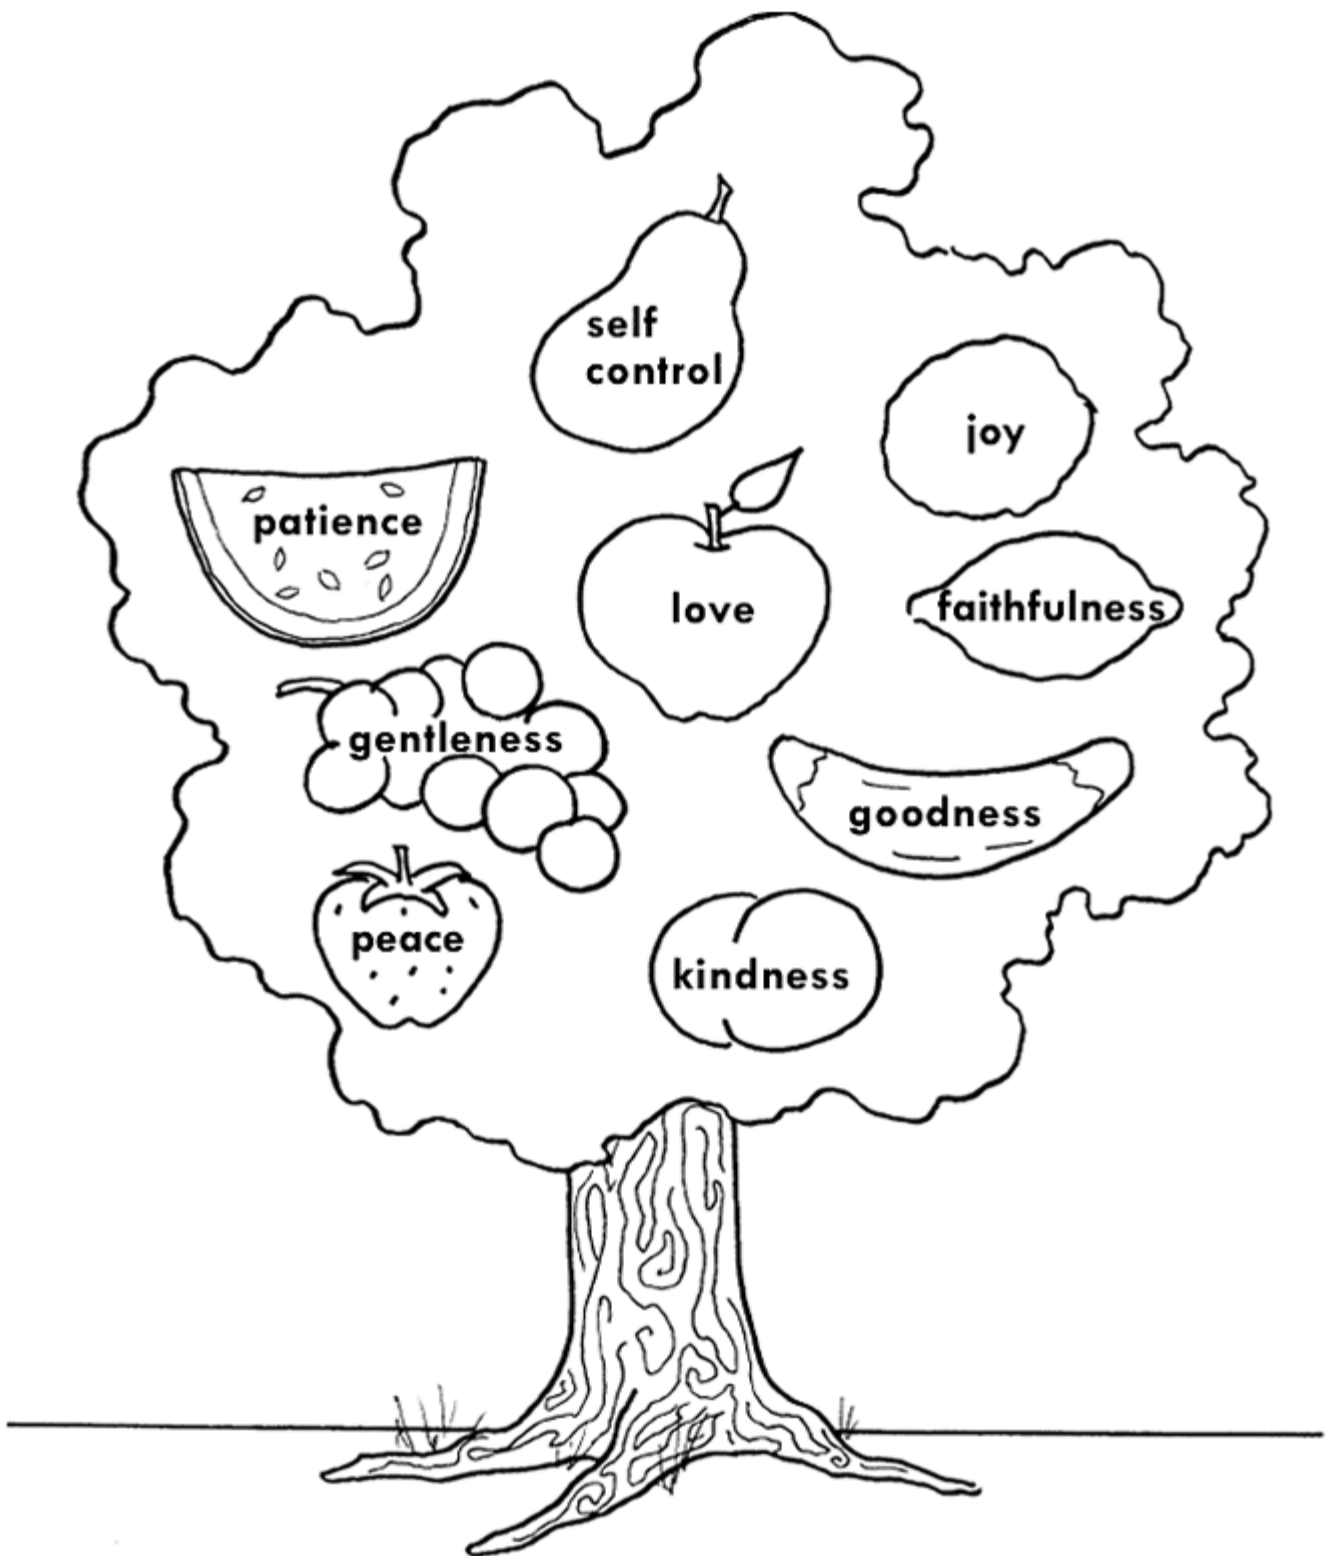 self
control
joy
patience
love
faithfulness
gentleness
goodness
peace
kindness